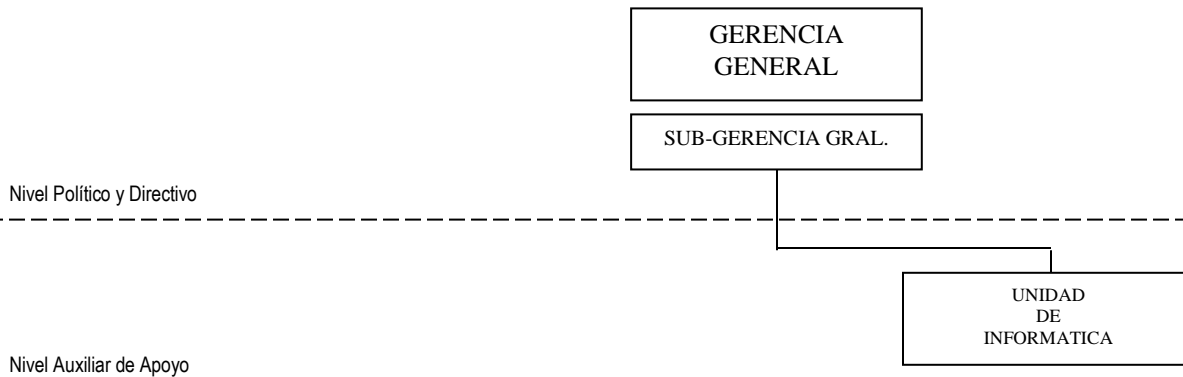 GERENCIA
GENERAL
SUB-GERENCIA GRAL.
Nivel Político y Directivo
UNIDAD
DE
INFORMATICA
Nivel Auxiliar de Apoyo